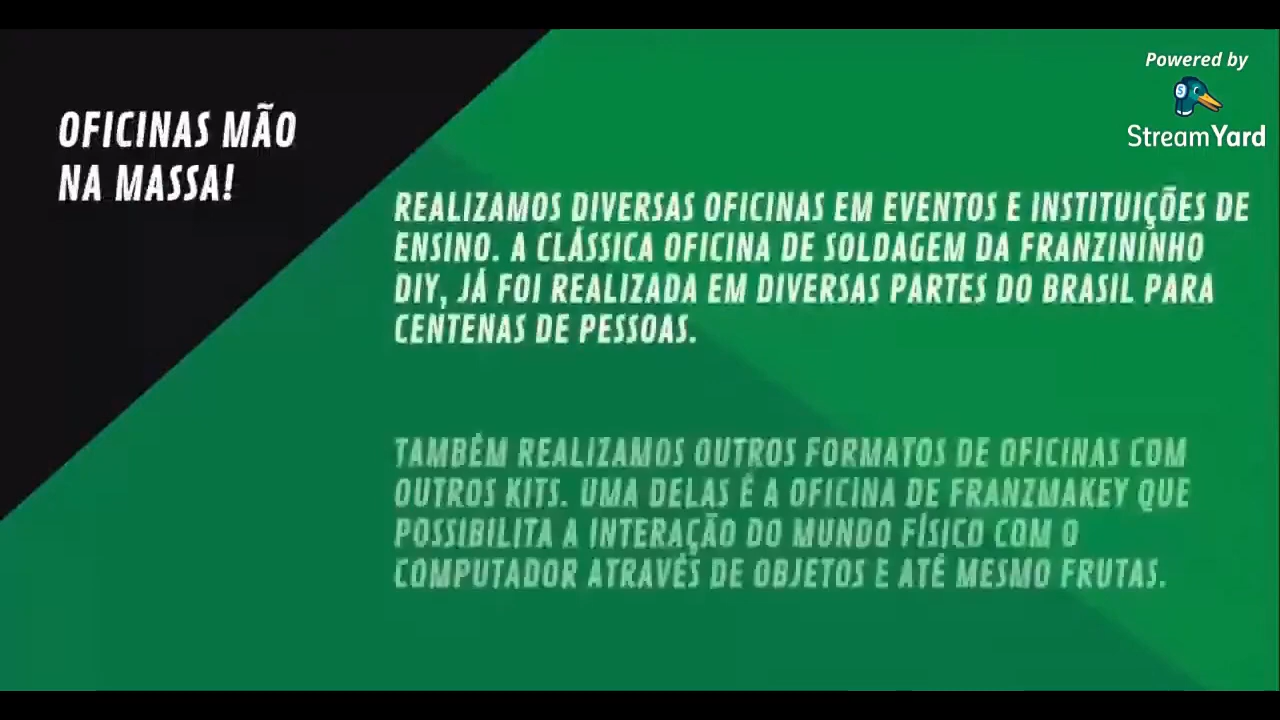 Powered by
StreamYard
OFICINAS MÃO
NA MASSA!
REALIZAMOS DIVERSAS OFICINAS EM EVENTOS E INSTITUIÇÕES DE
ENSINO. A CLÁSSICA OFICINA DE SOLDAGEM DA FRANZININHO
DIY, JÁ FOI REALIZADA EM DIVERSAS PARTES DO BRASIL PARA
CENTENAS DE PESSOAS.
TAMBÉM REALIZAMOS OUTROS FORMATOS DE OFICINAS COM
OUTROS KITS. UMA DELAS É A OFICINA DE FRANZMAKEY QUE
POSSIBILITA A INTERAÇÃO DO MUNDO FÍSICO COM O
COMPUTADOR ATRAVÉS DE OBJETOS E ATÉ MESMO FRUTAS.